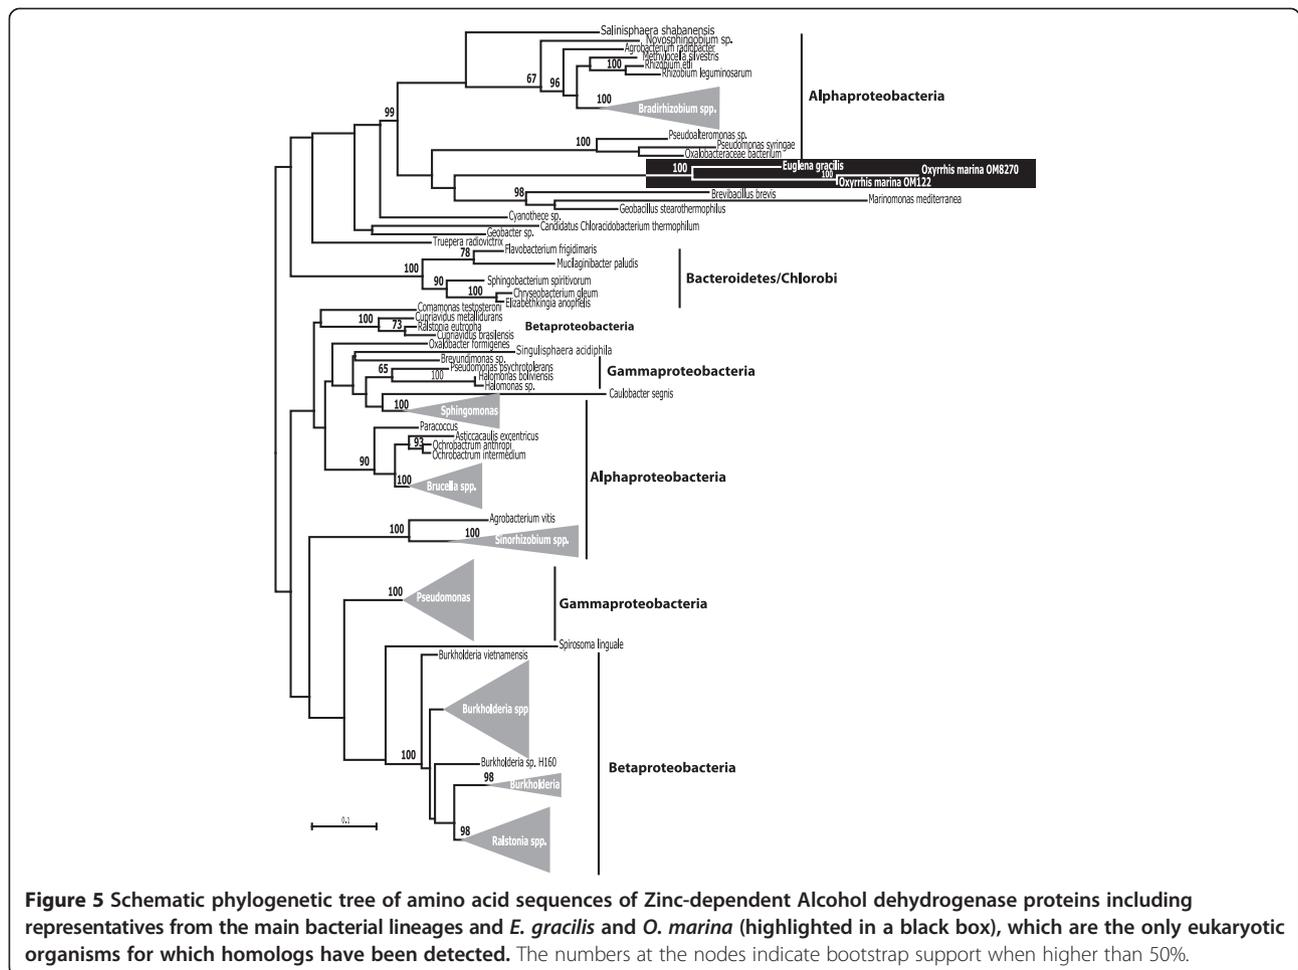 Salinisphaera shabanensis
Novosphingobium sp.
Agrobacterium radiobacter
Methylocella silvestris
100 Rhizobium etli
Rhizobium leguminosarum
67
96
100
Bradirhizobium spp.
Alphaproteobacteria
99
100
Pseudoalteromonas sp.
Pseudompnas syringae
Oxalobacteraceae bacterium
100
Euglena gracilis
100
Oxyrrhis marina OM8270
Oxyrrhis marina OM122
98
Brevibacillus brevis
Marinomonas mediterranea
Geobacillus stearothermophilus
Cyanothece sp.
Candidatus Chloracidobacterium thermophilum
Geobacter sp.
Truepera radiovictrix
78
Flavobacterium frigidimaris
100
Mucilaginibacter paludis
90
Sphingobacterium spiritivorum
100
Chryseobacterium gleum
Elizabethkingia anophelis
Bacteroidetes/Chlorobi
Comamonas testosteroni
100
Cupriavidus metallidurans
73
Ralstonia eutropha
Cupriavidus brasilensis
Betaproteobacteria
Oxalobacter formigenes
Singulisphaera acidiphila
Brevundimonas sp.
65
Pseudomonas psychrotolerans
100
Halomonas boliviensis
Halomonas sp.
Gammaproteobacteria
Caulobacter segnis
100
Sphingomonas
Paracoccus
Asticcacaulis excentricus
93
Ochrobactrum anthropi
Ochrobactrum intermedium
90
100
Brucella spp.
Alphaproteobacteria
100
Agrobacterium vitis
100
Sinorhizobium spp.
100
Pseudomonas
Gammaproteobacteria
Spirosoma linguale
Burkholderia vietnamensis
Burkholderia spp
100
Burkholderia sp. H160
98
Burkholderia
Betaproteobacteria
98
Ralstonia spp.
0.1
Figure 5 Schematic phylogenetic tree of amino acid sequences of Zinc-dependent Alcohol dehydrogenase proteins including
representatives from the main bacterial lineages and E. gracilis and O. marina (highlighted in a black box), which are the only eukaryotic
organisms for which homologs have been detected. The numbers at the nodes indicate bootstrap support when higher than 50%.